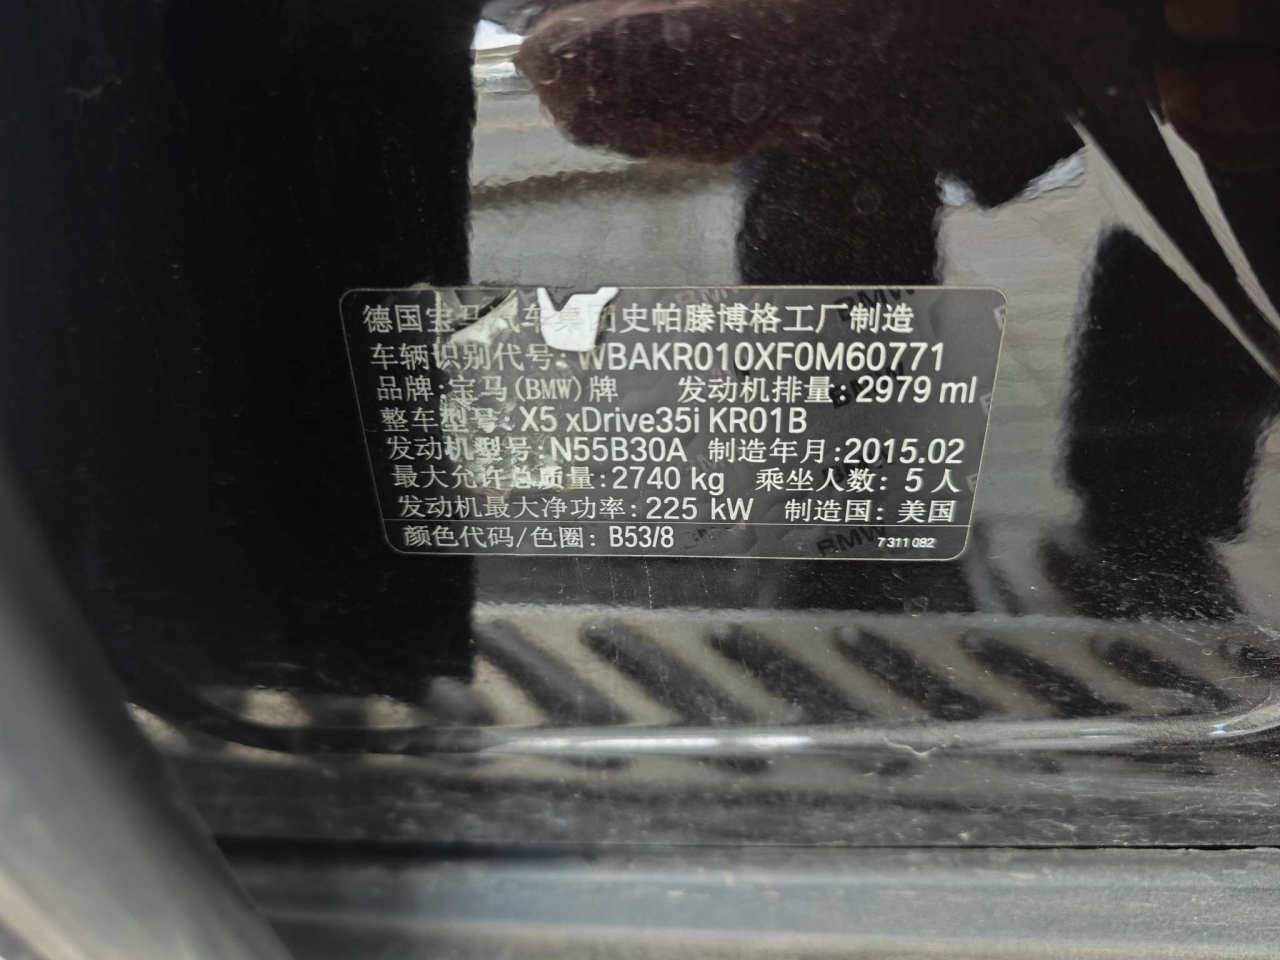 德国宝马汽车集团史帕滕博格工厂制造
车辆识别代号: WBAKR010XF0M60771
品牌: 宝马(BMW)牌 发动机排量: 2979 ml
整车型号: X5 xDrive35i KR01B
发动机型号: N55B30A 制造年月: 2015.02
最大允许总质量: 2740 kg 乘坐人数: 5 人
发动机最大净功率: 225 kW 制造国: 美国
颜色代码/色圈: B53/8 7 311 082